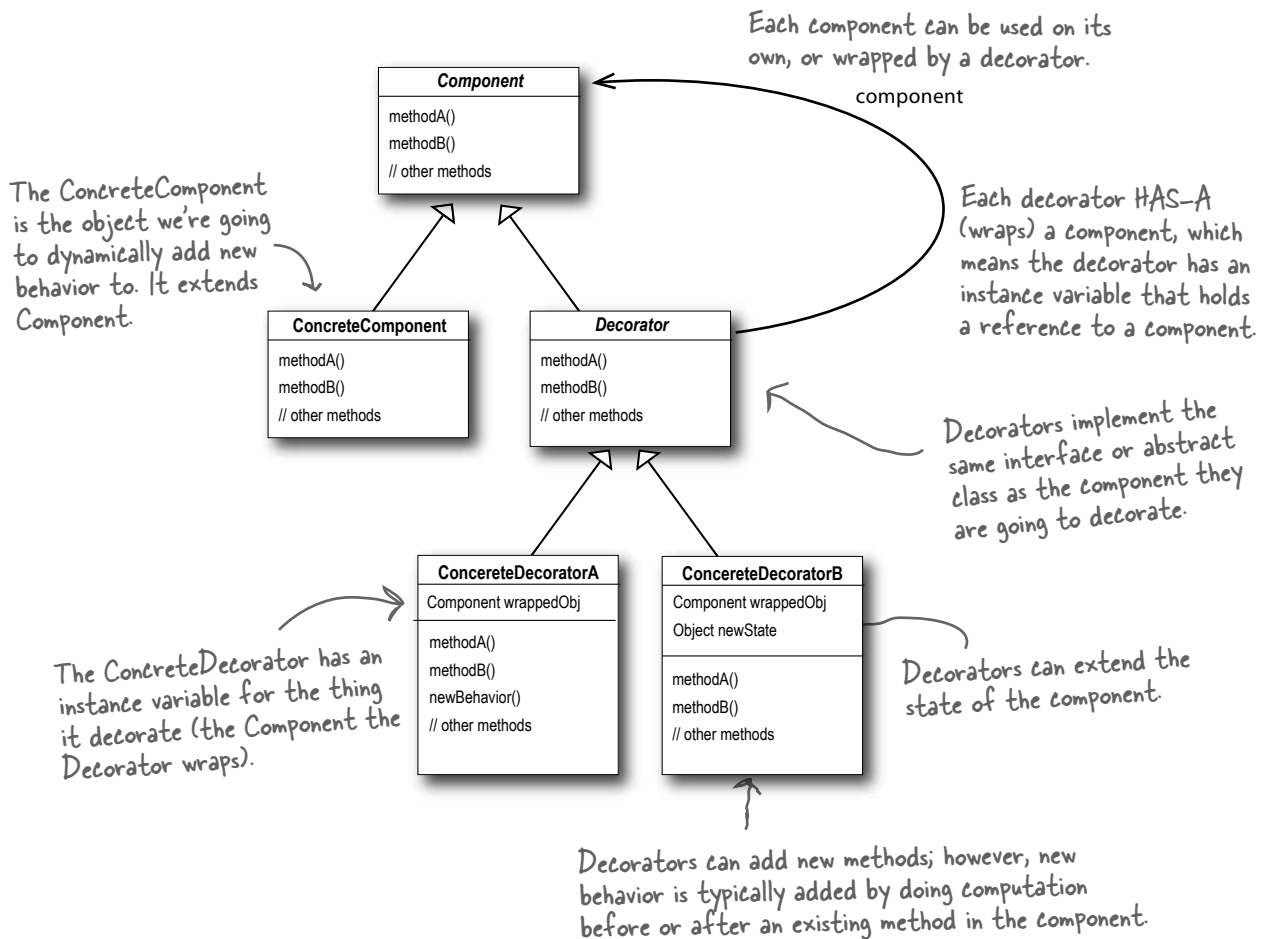 Each component can be used on its
own, or wrapped by a decorator.
component
Component
methodA()
methodB()
// other methods
The ConcreteComponent
is the object we're going
to dynamically add new
behavior to. It extends
Component.
Each decorator HAS-A
(wraps) a component, which
means the decorator has an
instance variable that holds
a reference to a component.
ConcreteComponent
methodA()
methodB()
// other methods
Decorator
methodA()
methodB()
// other methods
Decorators implement the
same interface or abstract
class as the component they
are going to decorate.
ConcereteDecoratorA
Component wrappedObj
methodA()
methodB()
newBehavior()
// other methods
ConcereteDecoratorB
Component wrappedObj
Object newState
methodA()
methodB()
// other methods
The ConcreteDecorator has an
instance variable for the thing
it decorate (the Component the
Decorator wraps).
Decorators can extend the
state of the component.
Decorators can add new methods; however, new
behavior is typically added by doing computation
before or after an existing method in the component.